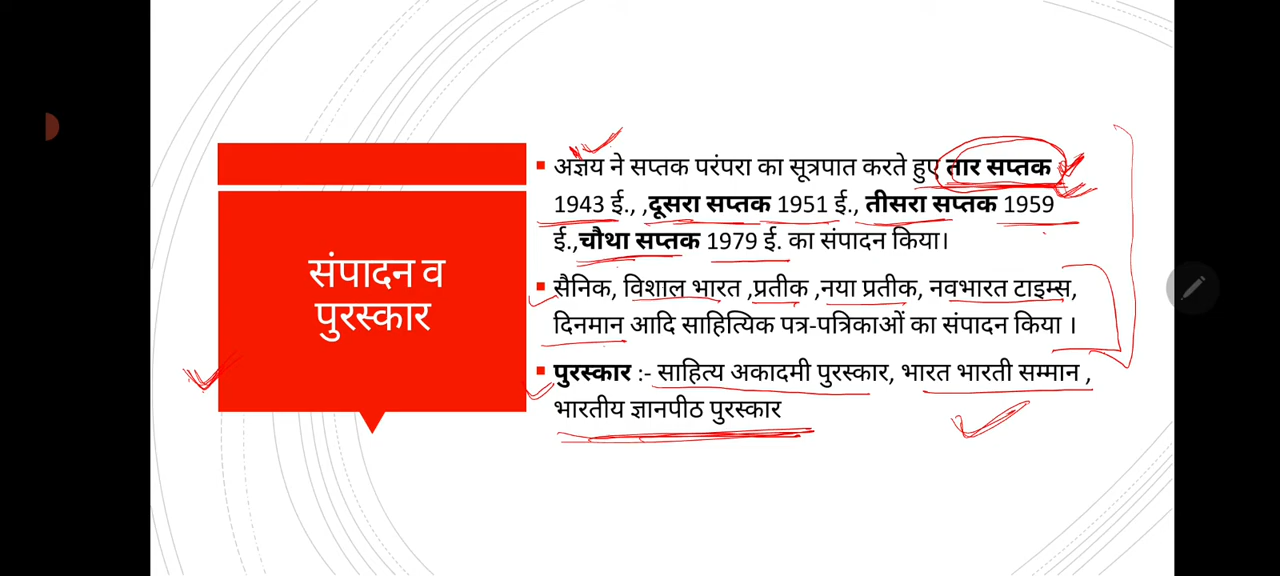 संपादन व
पुरस्कार
अज्ञेय ने सप्तक परंपरा का सूत्रपात करते हुए तार सप्तक
1943 ई., ,दूसरा सप्तक 1951 ई., तीसरा सप्तक 1959
ई.,चौथा सप्तक 1979 ई. का संपादन किया।
सैनिक, विशाल भारत ,प्रतीक ,नया प्रतीक, नवभारत टाइम्स,
दिनमान आदि साहित्यिक पत्र-पत्रिकाओं का संपादन किया ।
पुरस्कार :- साहित्य अकादमी पुरस्कार, भारत भारती सम्मान ,
भारतीय ज्ञानपीठ पुरस्कार